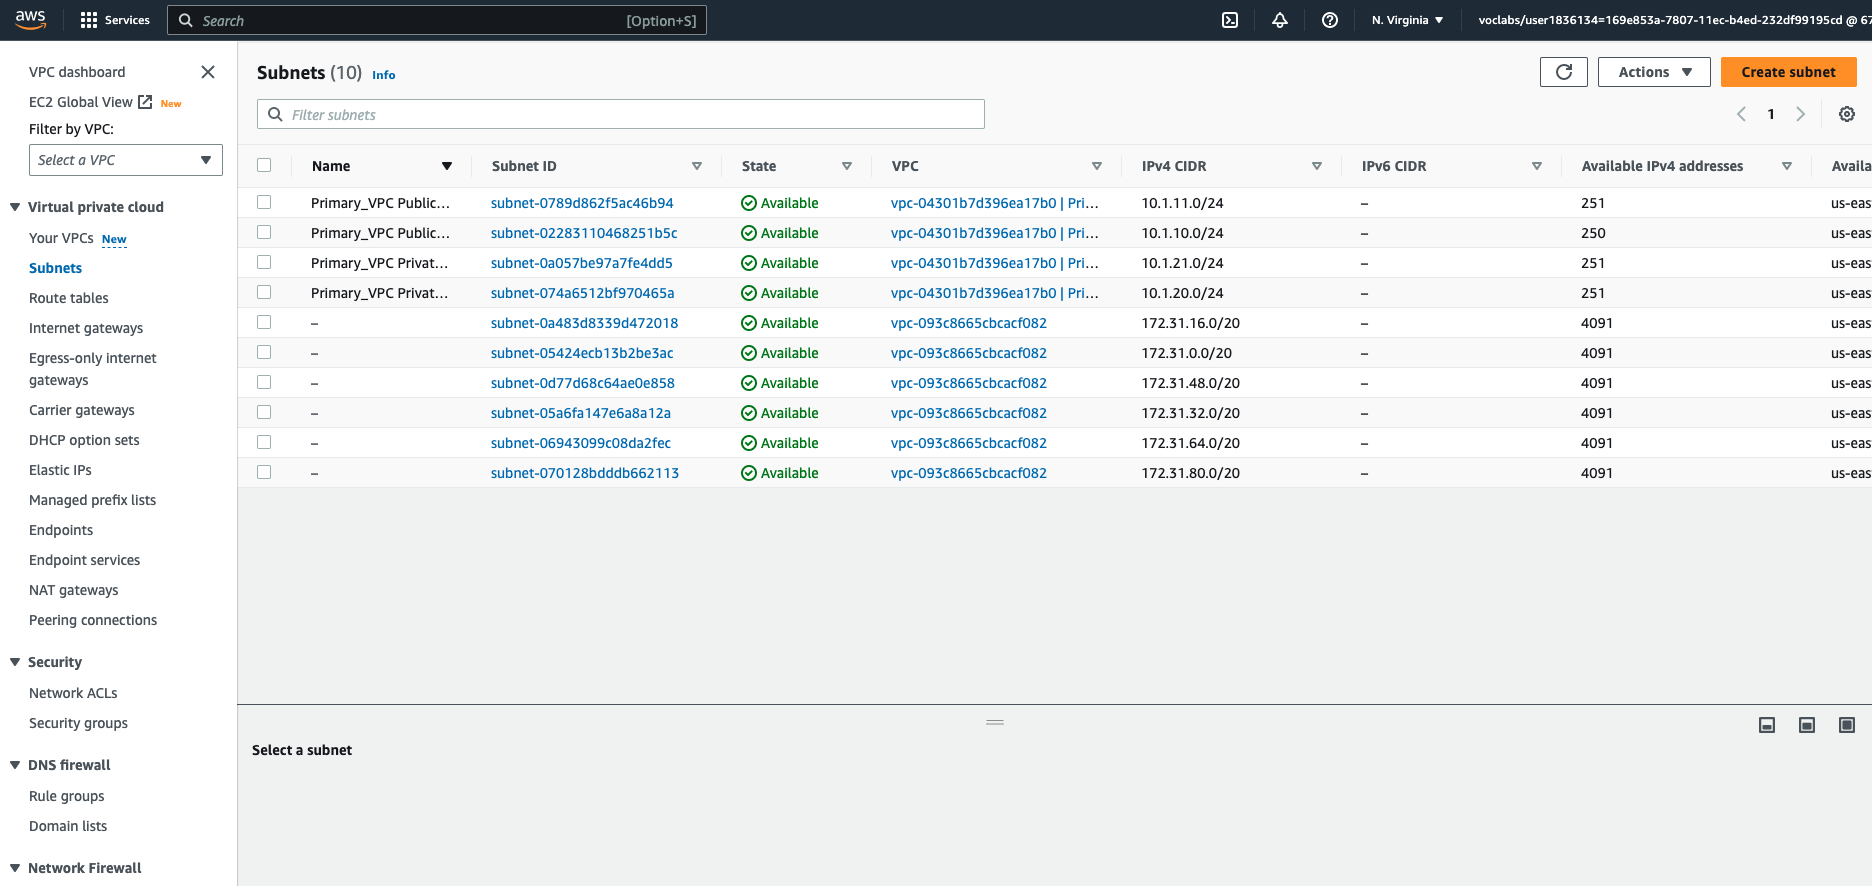 aws Services Search [Option+S] N. Virginia voclabs/user1836134=169e853a-7807-11ec-b4ed-232df99195cd @ 67
VPC dashboard
EC2 Global View New
Filter by VPC:
Select a VPC
Virtual private cloud
Your VPCs New
Subnets
Route tables
Internet gateways
Egress-only internet
gateways
Carrier gateways
DHCP option sets
Elastic IPs
Managed prefix lists
Endpoints
Endpoint services
NAT gateways
Peering connections
Security
Network ACLs
Security groups
DNS firewall
Rule groups
Domain lists
Network Firewall
Subnets (10) Info Actions Create subnet
Filter subnets 1
Name Subnet ID State VPC IPv4 CIDR IPv6 CIDR Available IPv4 addresses Availa
Primary_VPC Public... subnet-0789d862f5ac46b94 Available vpc-04301b7d396ea17b0 | Pri... 10.1.11.0/24 – 251 us-eas
Primary_VPC Public... subnet-02283110468251b5c Available vpc-04301b7d396ea17b0 | Pri... 10.1.10.0/24 – 250 us-eas
Primary_VPC Privat... subnet-0a057be97a7fe4dd5 Available vpc-04301b7d396ea17b0 | Pri... 10.1.21.0/24 – 251 us-eas
Primary_VPC Privat... subnet-074a6512bf970465a Available vpc-04301b7d396ea17b0 | Pri... 10.1.20.0/24 – 251 us-eas
– subnet-0a483d8339d472018 Available vpc-093c8665cbcacf082 172.31.16.0/20 – 4091 us-eas
– subnet-05424ecb13b2be3ac Available vpc-093c8665cbcacf082 172.31.0.0/20 – 4091 us-eas
– subnet-0d77d68c64ae0e858 Available vpc-093c8665cbcacf082 172.31.48.0/20 – 4091 us-eas
– subnet-05a6fa147e6a8a12a Available vpc-093c8665cbcacf082 172.31.32.0/20 – 4091 us-eas
– subnet-06943099c08da2fec Available vpc-093c8665cbcacf082 172.31.64.0/20 – 4091 us-eas
– subnet-070128bdddb662113 Available vpc-093c8665cbcacf082 172.31.80.0/20 – 4091 us-eas
Select a subnet